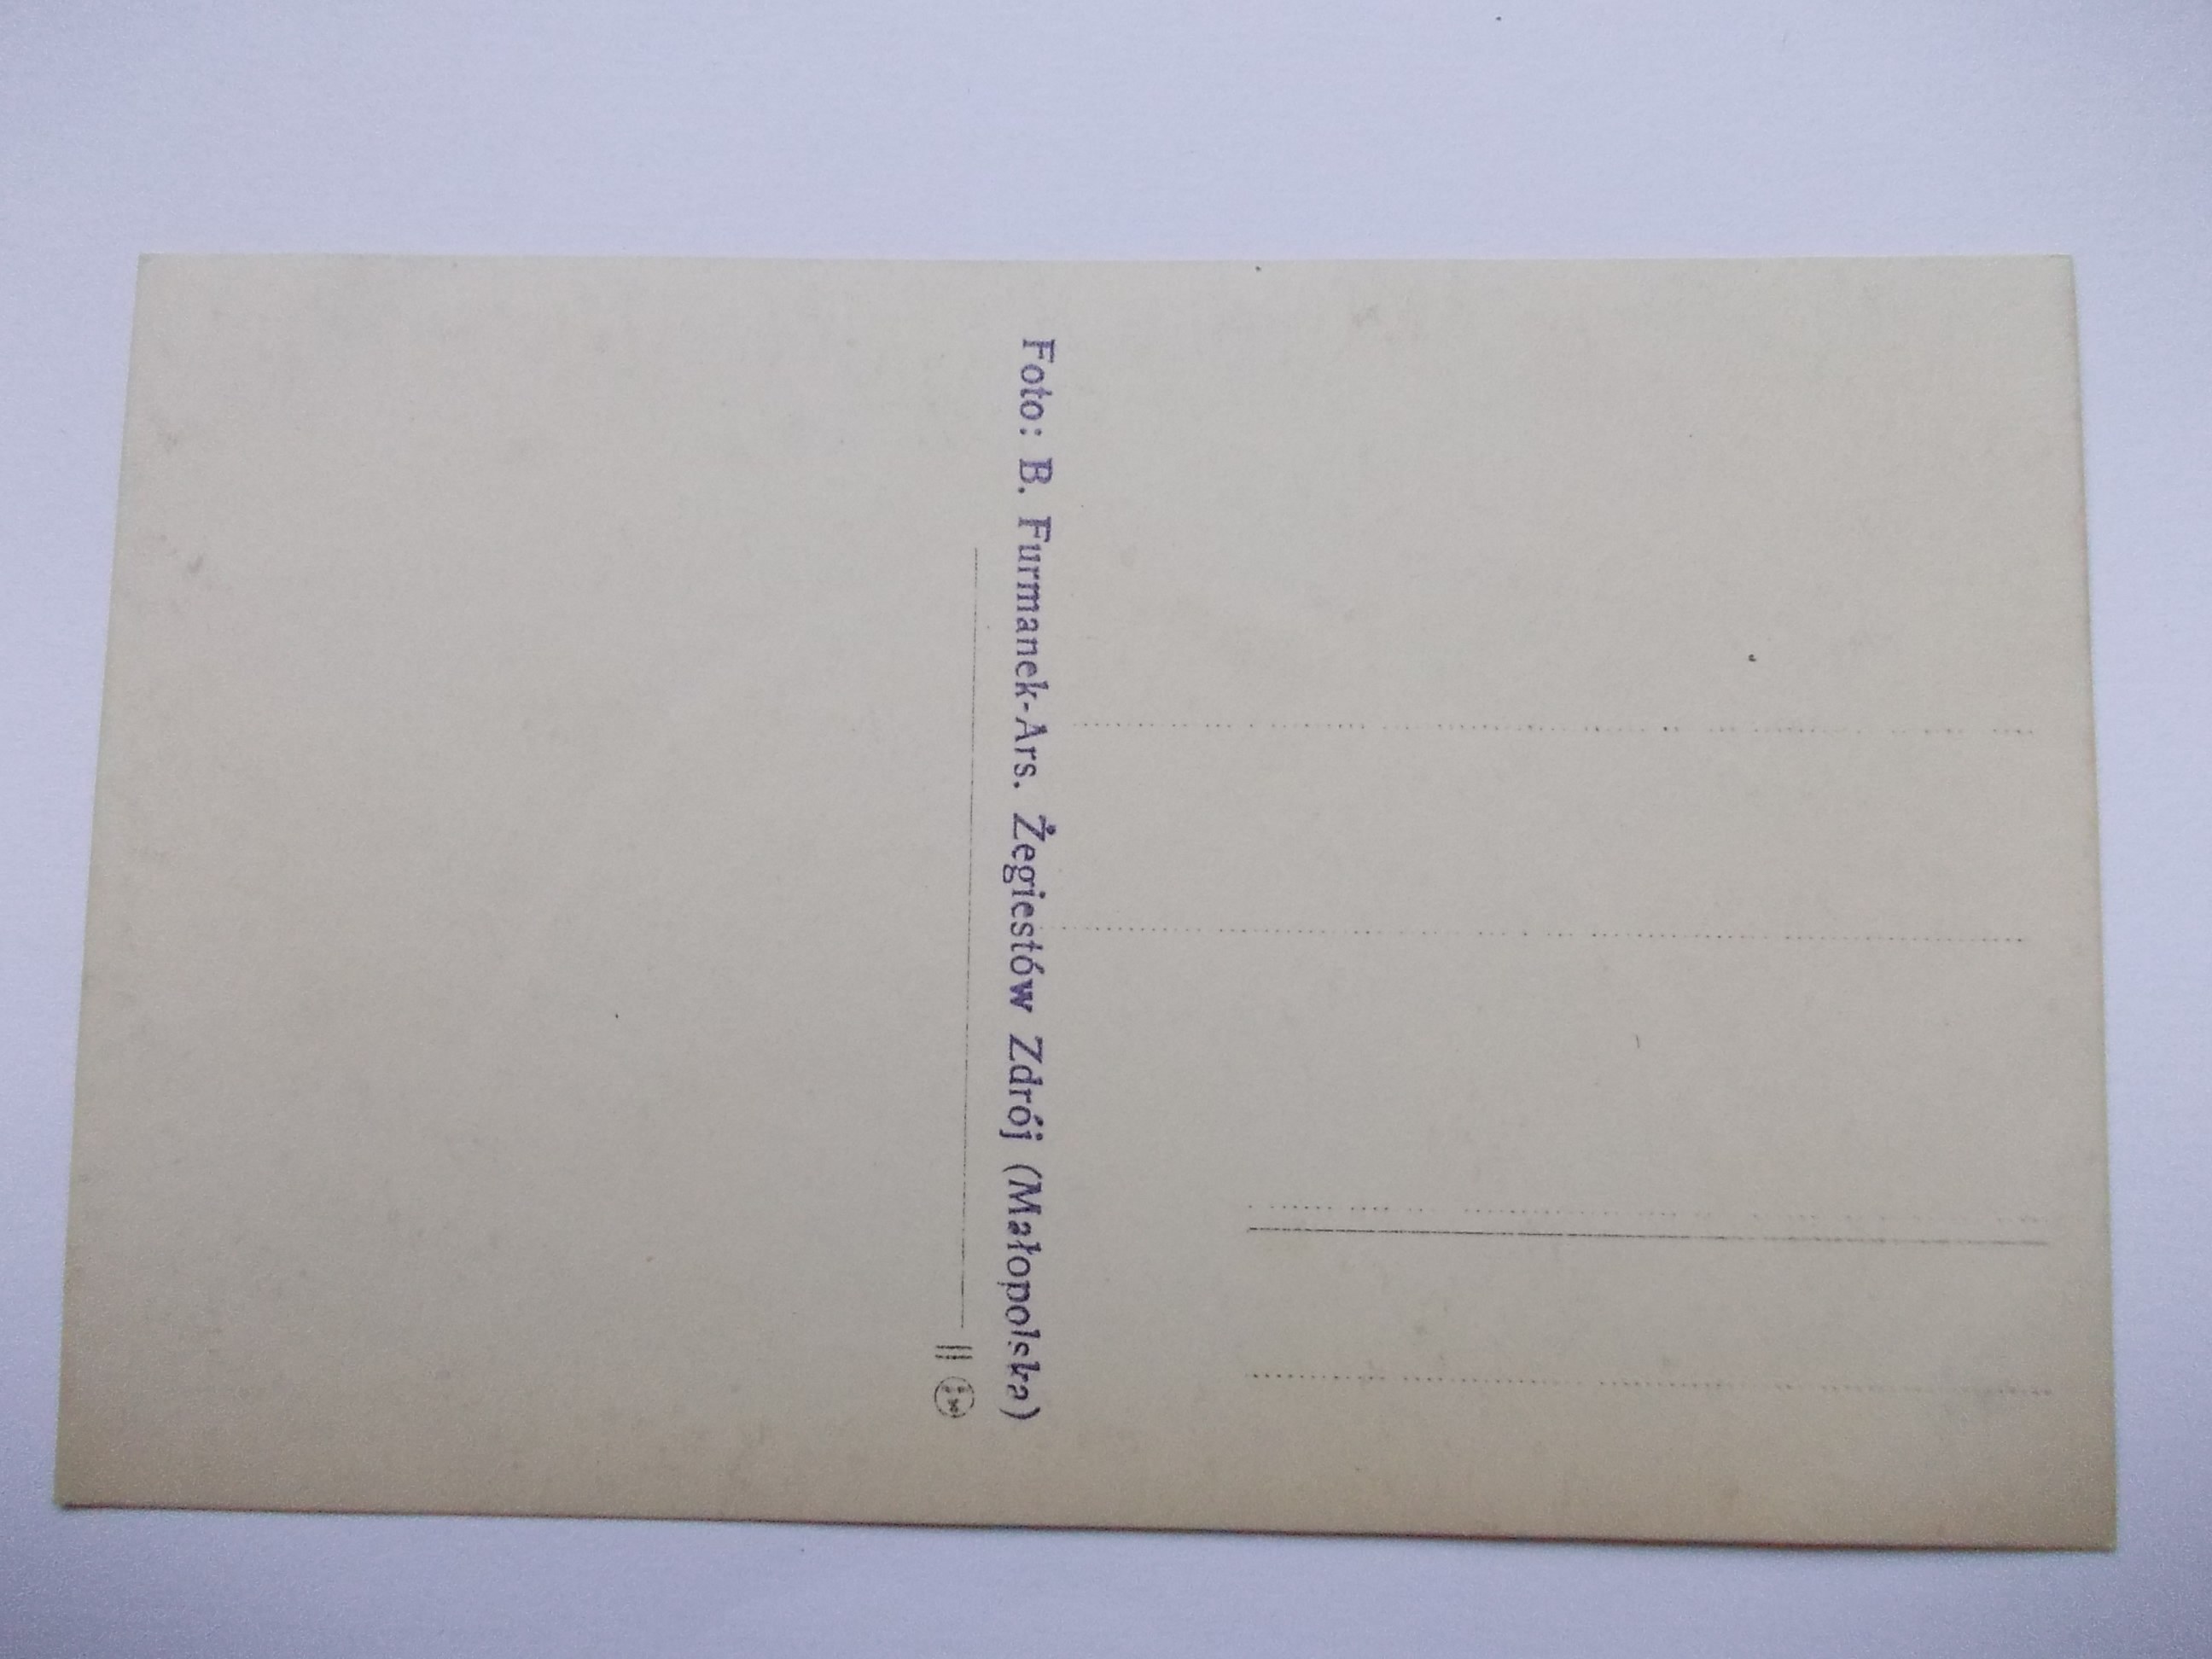 Foto: B. Furmanek-Ars. Żegiestów Zdrój (Małopolska)